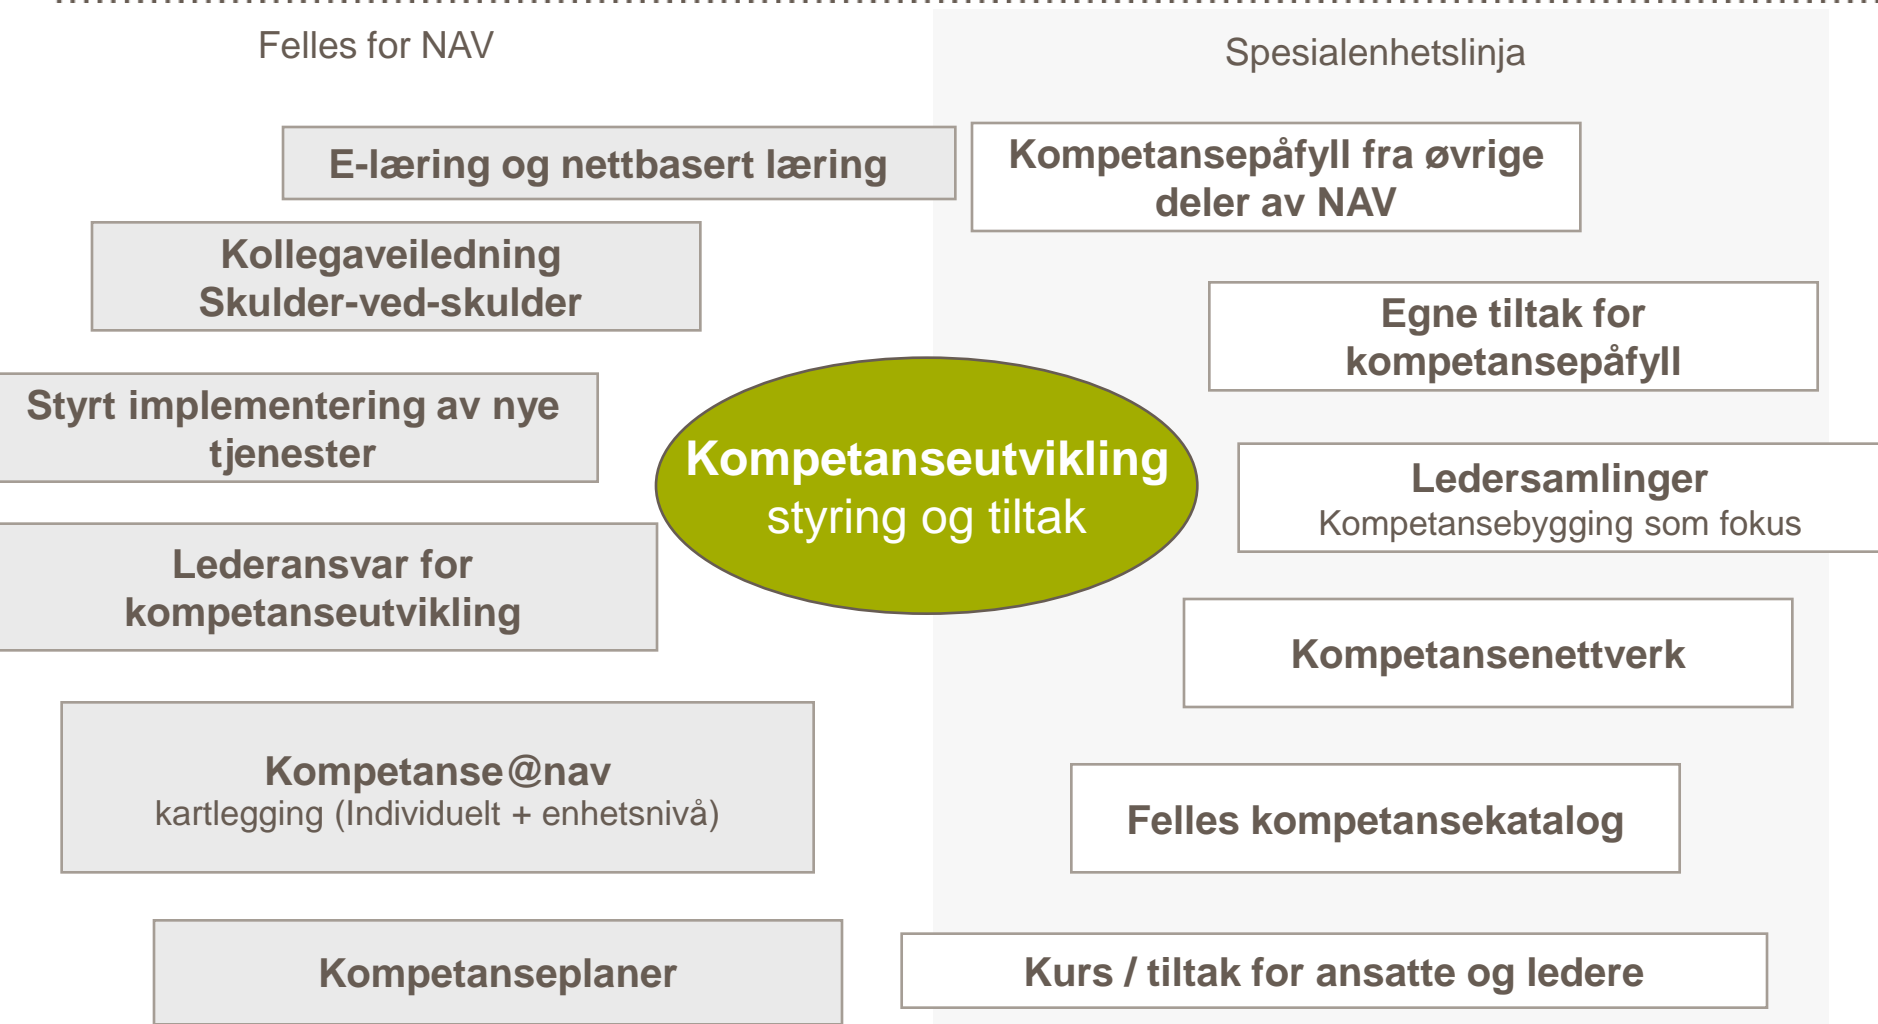 Felles for NAV
Spesialenhetslinja
E-læring og nettbasert læring
Kollegaveiledning
Skulder-ved-skulder
Styrt implementering av nye
tjenester
Lederansvar for
kompetanseutvikling
Kompetanse@nav
kartlegging (Individuelt + enhetsnivå)
Kompetanseplaner
Kompetanseutvikling
styring og tiltak
Kompetansepåfyll fra øvrige
deler av NAV
Egne tiltak for
kompetansepåfyll
Ledersamlinger
Kompetansebygging som fokus
Kompetansenettverk
Felles kompetansekatalog
Kurs / tiltak for ansatte og ledere